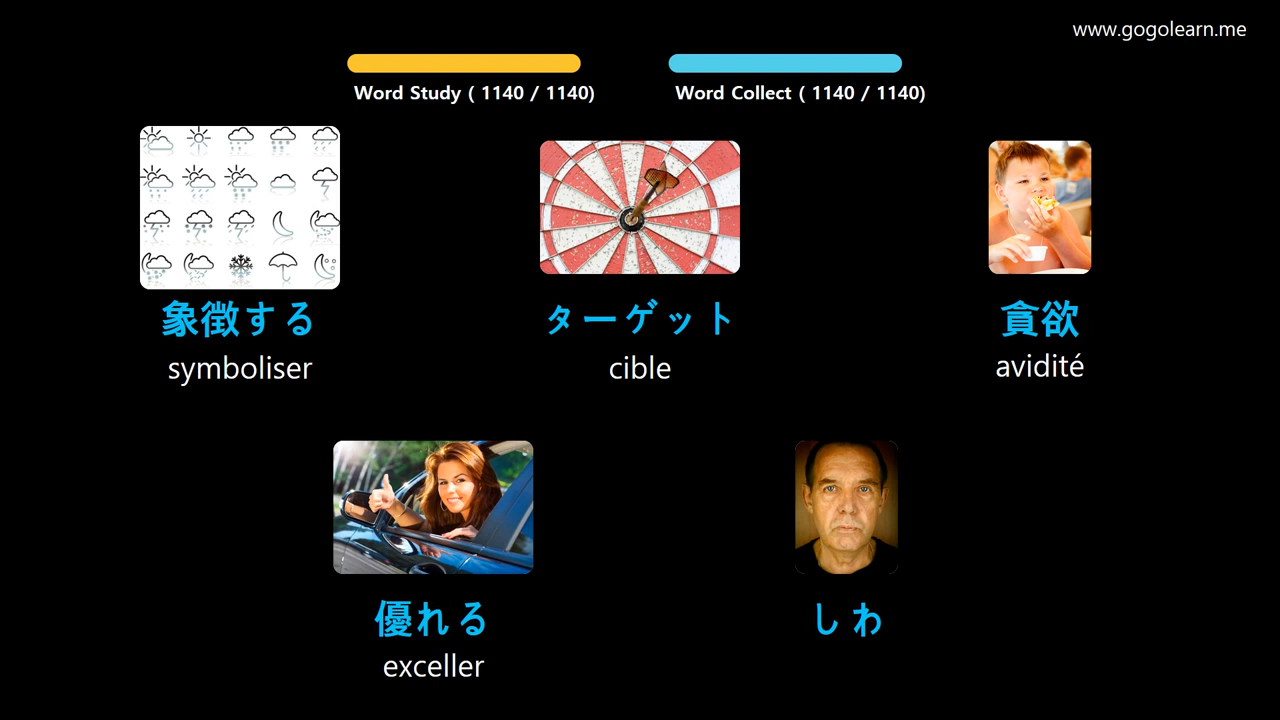 www.gogolearn.me
Word Study ( 1140 / 1140)
Word Collect ( 1140 / 1140)
象徴する
symboliser
ターゲット
cible
貪欲
avidité
優れる
exceller
しわ